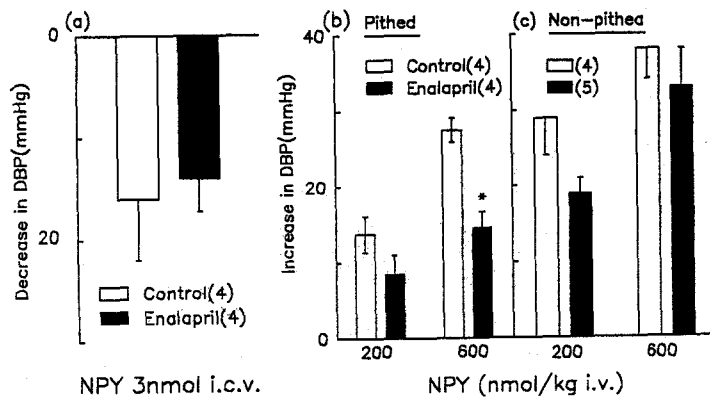 (a)
0
20
Decrease in DBP(mmHg)
Control(4)
Enalapril(4)
NPY 3nmol i.c.v.
(b) Pithed
40
20
0
Increase in DBP(mmHg)
Control(4)
Enalapril(4)
*
200 600
(c) Non-pithed
(4)
(5)
200 600
NPY (nmol/kg i.v.)